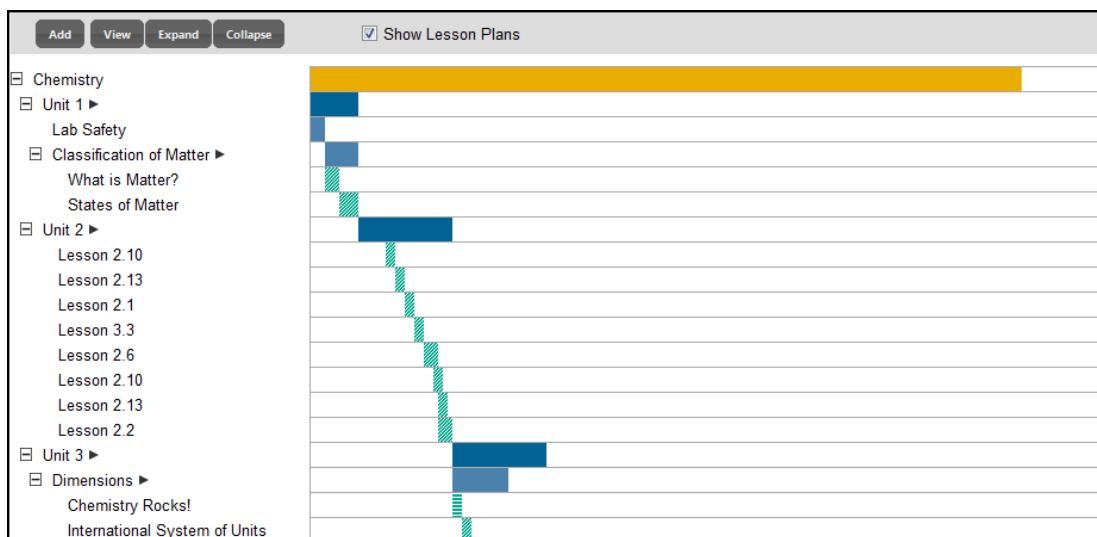 Add View Expand Collapse Show Lesson Plans
Chemistry
Unit 1
Lab Safety
Classification of Matter
What is Matter?
States of Matter
Unit 2
Lesson 2.10
Lesson 2.13
Lesson 2.1
Lesson 3.3
Lesson 2.6
Lesson 2.10
Lesson 2.13
Lesson 2.2
Unit 3
Dimensions
Chemistry Rocks!
International System of Units